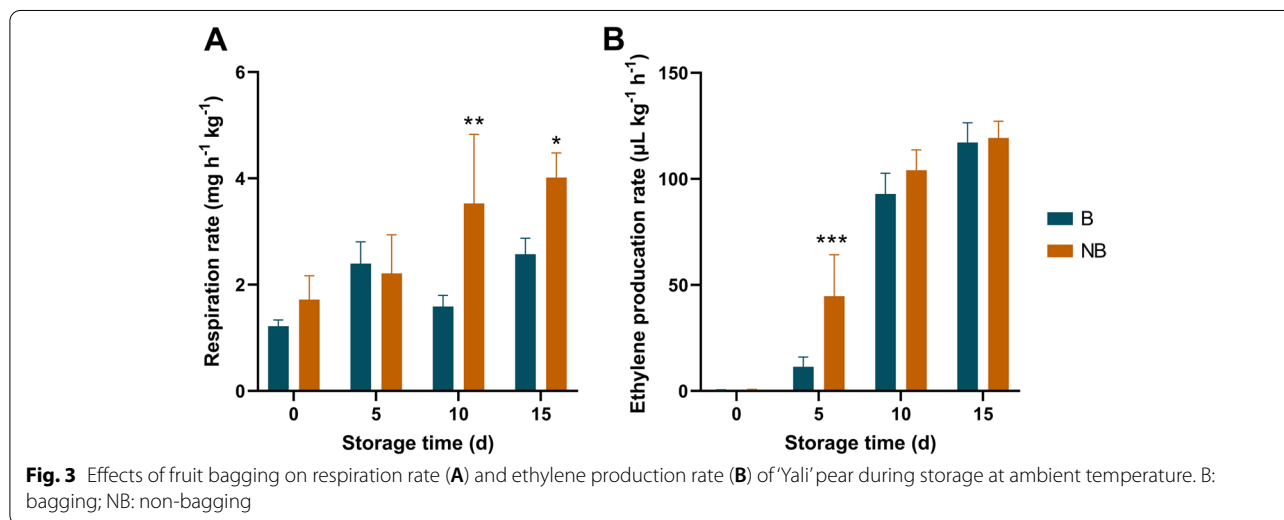 A
Respiration rate (mg h⁻¹ kg⁻¹)
6
4
2
0
**
*
0 5 10 15
Storage time (d)
B
Ethylene producation rate (µL kg⁻¹ h⁻¹)
150
100
50
0
***
0 5 10 15
Storage time (d)
B
NB
Fig. 3 Effects of fruit bagging on respiration rate (A) and ethylene production rate (B) of ‘Yali’ pear during storage at ambient temperature. B:
bagging; NB: non-bagging